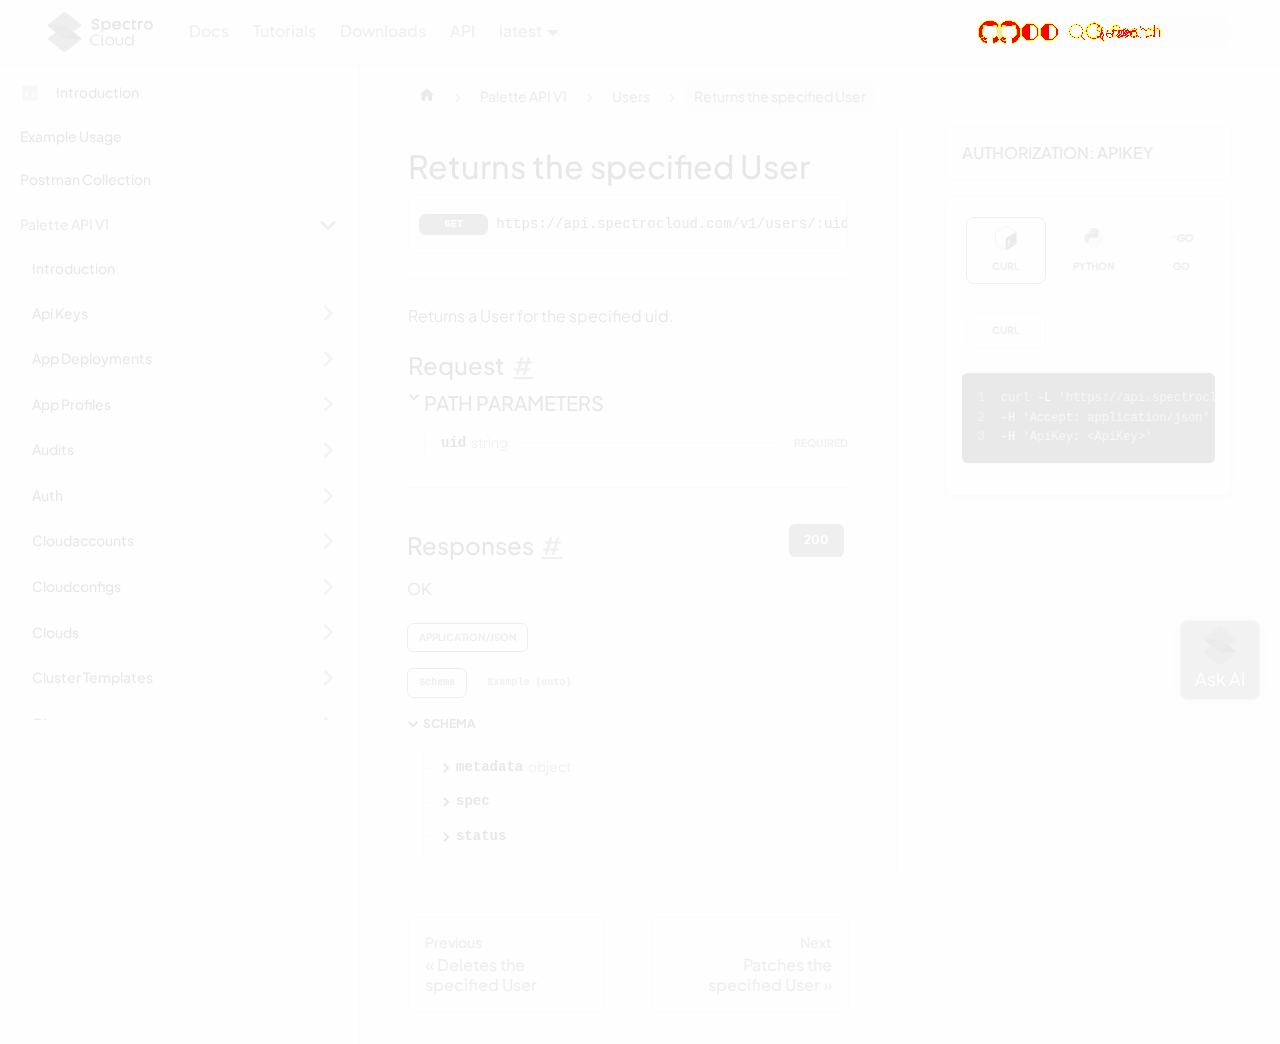 Spectro
Cloud
Docs
Tutorials
Downloads
API
latest
Introduction
Example Usage
Postman Collection
Palette API V1
Introduction
Api Keys
App Deployments
App Profiles
Audits
Auth
Cloudaccounts
Cloudconfigs
Clouds
Cluster Templates
Palette API V1
Users
Returns the specified User
Returns the specified User
GET https://api.spectrocloud.com/v1/users/:uid
Returns a User for the specified uid.
Request #
PATH PARAMETERS
uid string
REQUIRED
Responses #
200
OK
APPLICATION/JSON
Schema
Example (auto)
SCHEMA
metadata object
spec
status
Previous
« Deletes the
specified User
Next
Patches the
specified User »
AUTHORIZATION: APIKEY
CURL
PYTHON
GO
GO
CURL
1 curl -L 'https://api.spectrocl
2 -H 'Accept: application/json'
3 -H 'ApiKey: <ApiKey>'
Ask AI